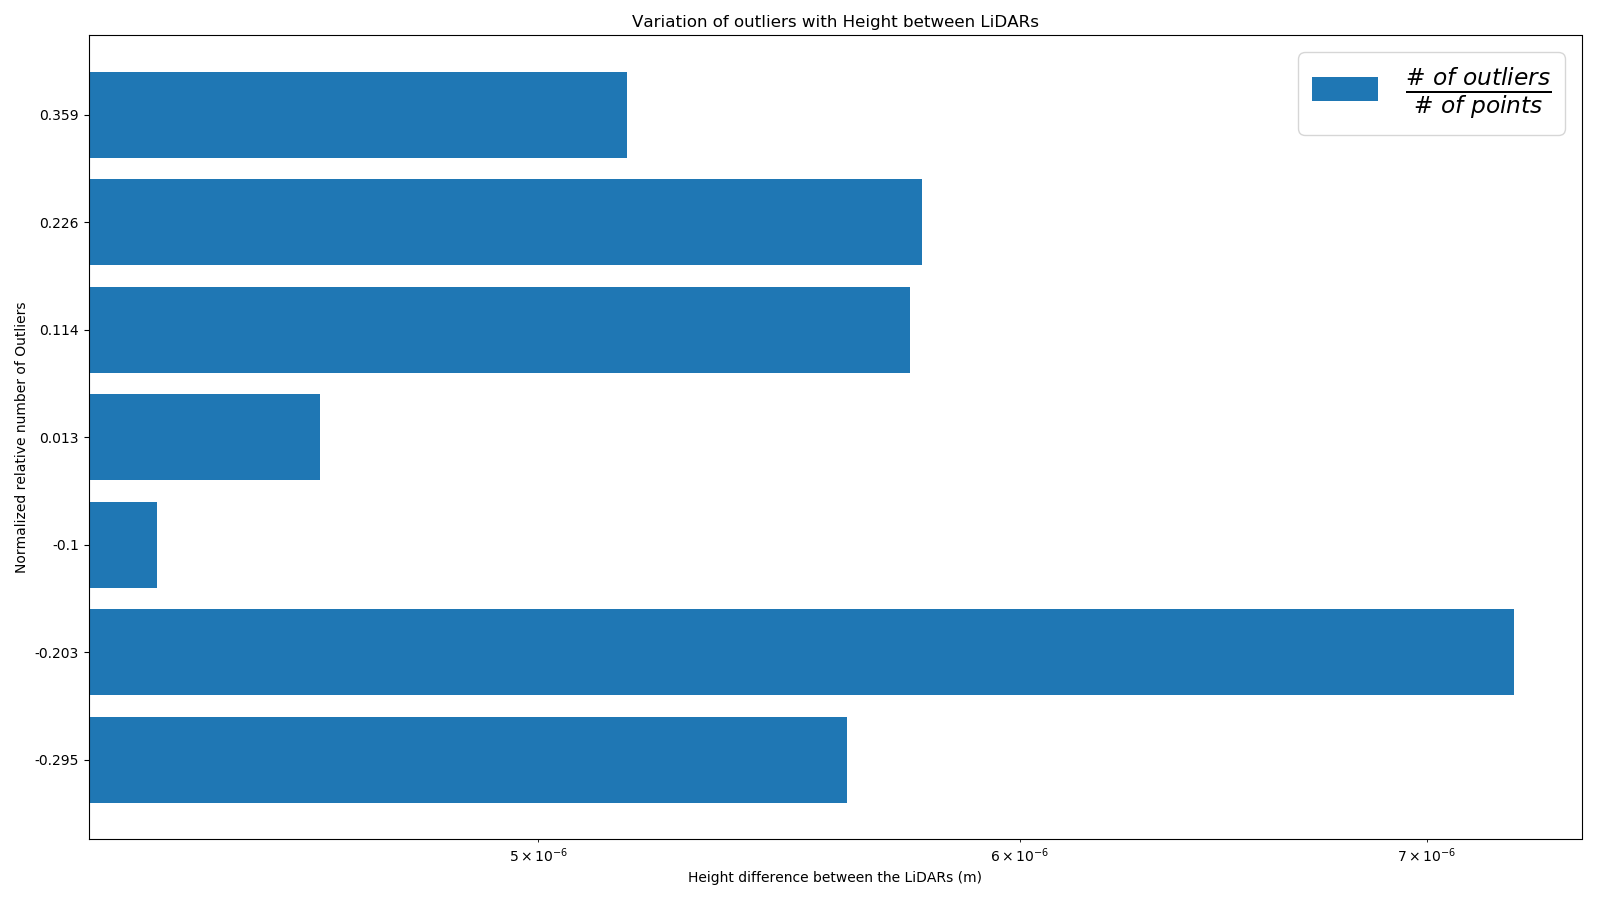 Variation of outliers with Height between LiDARs
# of outliers
# of points
Normalized relative number of Outliers
0.359
0.226
0.114
0.013
-0.1
-0.203
-0.295
5 × 10⁻⁶ 6 × 10⁻⁶ 7 × 10⁻⁶
Height difference between the LiDARs (m)